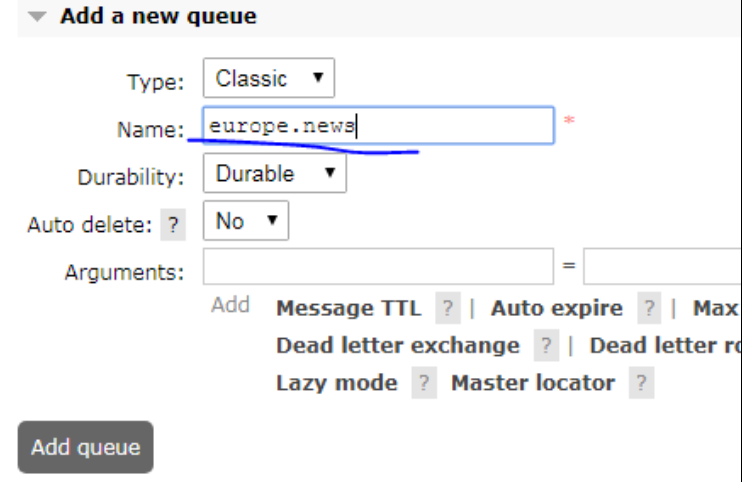 Add a new queue
Type: Classic
Name: europe.news *
Durability: Durable
Auto delete: ? No
Arguments: =
Add Message TTL ? | Auto expire ? | Max
Dead letter exchange ? | Dead letter
Lazy mode ? Master locator ?
Add queue